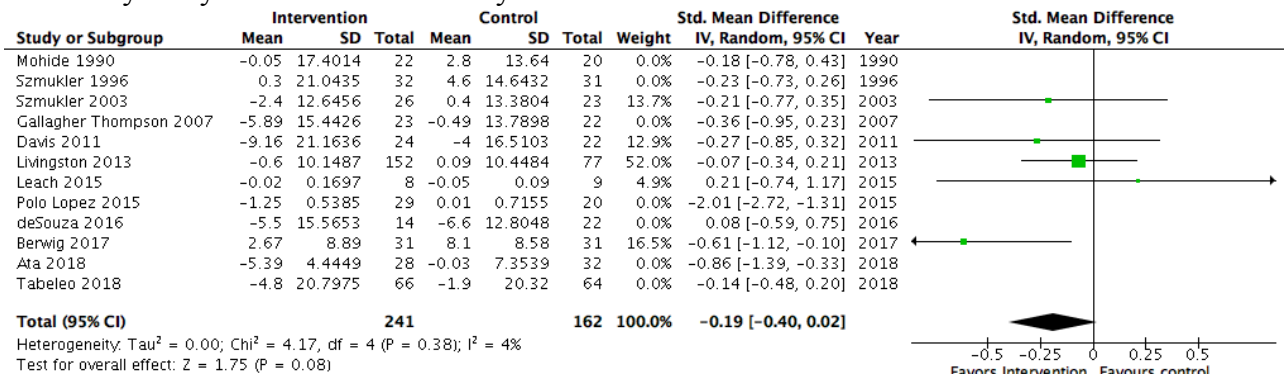 Intervention Control Std. Mean Difference Std. Mean Difference
Study or Subgroup Mean SD Total Mean SD Total Weight IV, Random, 95% CI Year IV, Random, 95% CI
Mohide 1990 -0.05 17.4014 22 2.8 13.64 20 0.0% -0.18 [-0.78, 0.43] 1990
Szmukler 1996 0.3 21.0435 32 4.6 14.6432 31 0.0% -0.23 [-0.73, 0.26] 1996
Szmukler 2003 -2.4 12.6456 26 0.4 13.3804 23 13.7% -0.21 [-0.77, 0.35] 2003
Gallagher Thompson 2007 -5.89 15.4426 23 -0.49 13.7898 22 0.0% -0.36 [-0.95, 0.23] 2007
Davis 2011 -9.16 21.1636 24 -4 16.5103 22 12.9% -0.27 [-0.85, 0.32] 2011
Livingston 2013 -0.6 10.1487 152 0.09 10.4484 77 52.0% -0.07 [-0.34, 0.21] 2013
Leach 2015 -0.02 0.1697 8 -0.05 0.09 9 4.9% 0.21 [-0.74, 1.17] 2015
Polo Lopez 2015 -1.25 0.5385 29 0.01 0.7155 20 0.0% -2.01 [-2.72, -1.31] 2015
deSouza 2016 -5.5 15.5653 14 -6.6 12.8048 22 0.0% 0.08 [-0.59, 0.75] 2016
Berwig 2017 2.67 8.89 31 8.1 8.58 31 16.5% -0.61 [-1.12, -0.10] 2017
Ata 2018 -5.39 4.4449 28 -0.03 7.3539 32 0.0% -0.86 [-1.39, -0.33] 2018
Tabeleo 2018 -4.8 20.7975 66 -1.9 20.32 64 0.0% -0.14 [-0.48, 0.20] 2018
Total (95% CI) 241 162 100.0% -0.19 [-0.40, 0.02]
Heterogeneity: Tau² = 0.00; Chi² = 4.17, df = 4 (P = 0.38); I² = 4%
Test for overall effect: Z = 1.75 (P = 0.08)
-0.5 -0.25 0 0.25 0.5
Favors Intervention Favours control